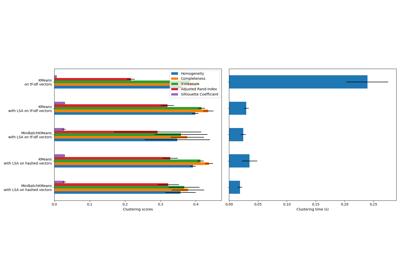 Homogeneity
Completeness
V-measure
Adjusted Rand-Index
Silhouette Coefficient
KMeans
on tf-idf vectors
KMeans
with LSA on tf-idf vectors
MiniBatchKMeans
with LSA on tf-idf vectors
KMeans
with LSA on hashed vectors
MiniBatchKMeans
with LSA on hashed vectors
0.0 0.1 0.2 0.3 0.4
Clustering scores
0.00 0.05 0.10 0.15 0.20 0.25
Clustering time (s)